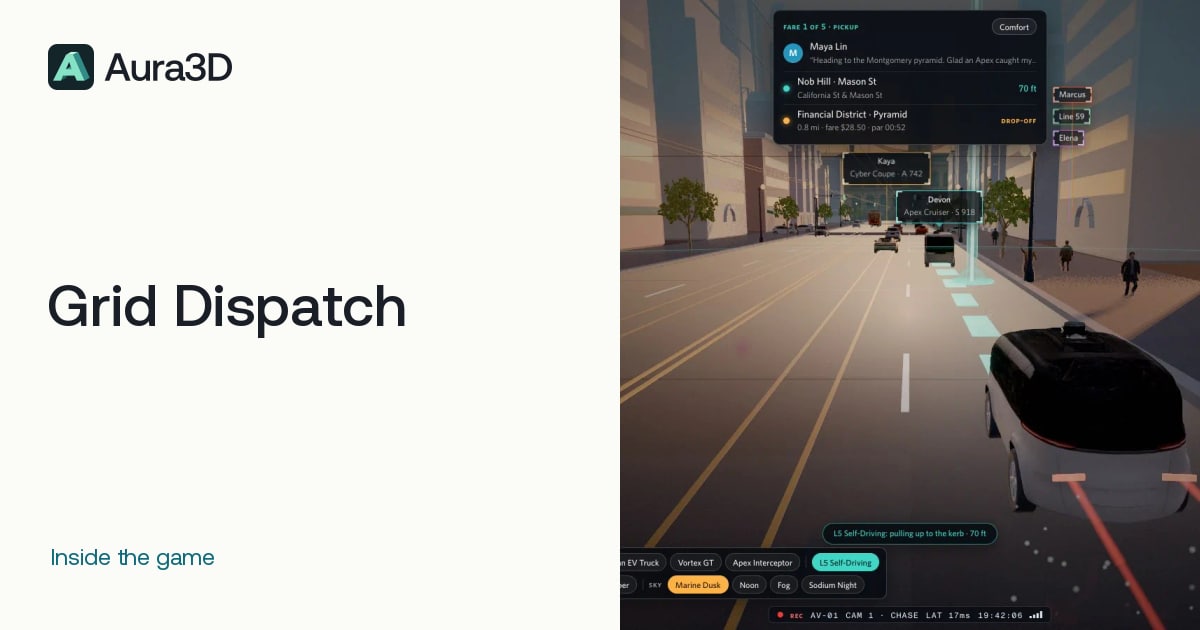 Aura3D
Grid Dispatch
Inside the game
FARE 1 OF 5 · PICKUP
Comfort
M
Maya Lin
"Heading to the Montgomery pyramid. Glad an Apex caught my…
Nob Hill · Mason St
California St & Mason St
70 ft
Financial District · Pyramid
0.8 mi · fare $28.50 · par 00:52
DROP-OFF
Marcus
Line 59
Elena
Kaya
Cyber Coupe · A 742
Devon
Apex Cruiser · S 918
L5 Self-Driving: pulling up to the kerb · 70 ft
EV Truck
Vortex GT
Apex Interceptor
L5 Self-Driving
SKY
Marine Dusk
Noon
Fog
Sodium Night
REC AV-01 CAM 1 · CHASE LAT 17ms 19:42:06